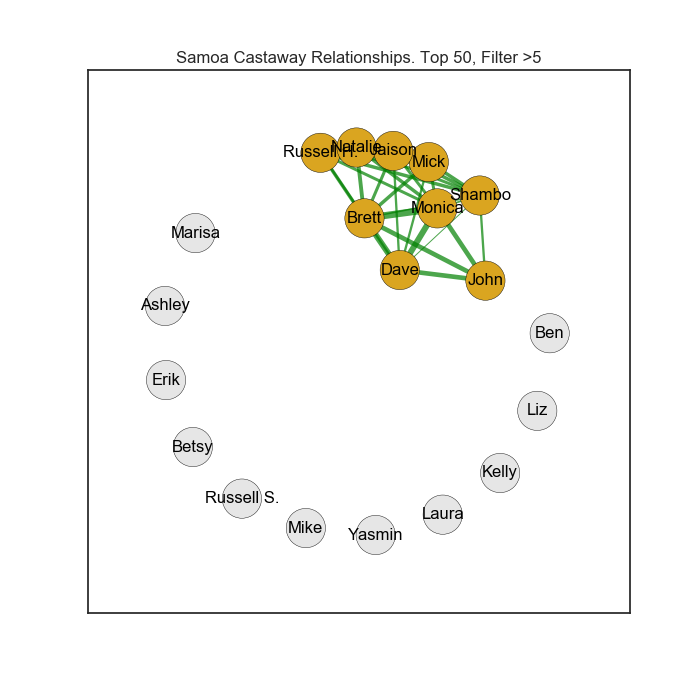 Samoa Castaway Relationships. Top 50, Filter >5
Russell H.
Natalie
Jaison
Mick
Shambo
Monica
Brett
Marisa
Dave
John
Ashley
Ben
Erik
Liz
Betsy
Kelly
Russell S.
Laura
Mike
Yasmin